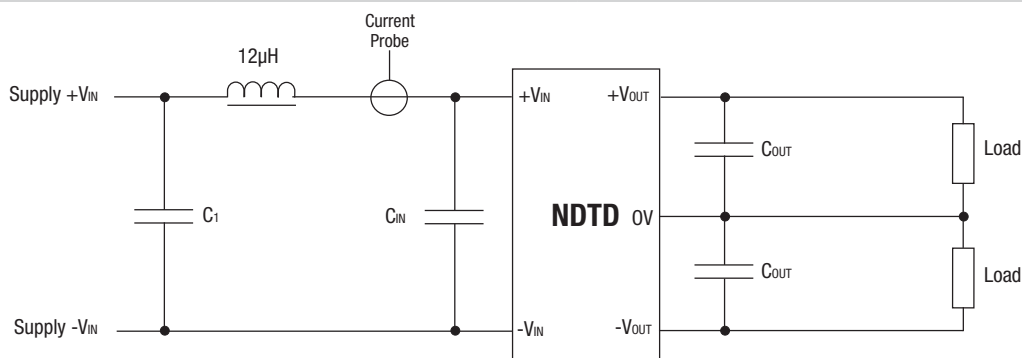 Current
Probe
12µH
Supply +VIN
+VIN
+VOUT
COUT
Load
C1
CIN
NDTD 0V
COUT
Load
Supply -VIN
-VIN
-VOUT